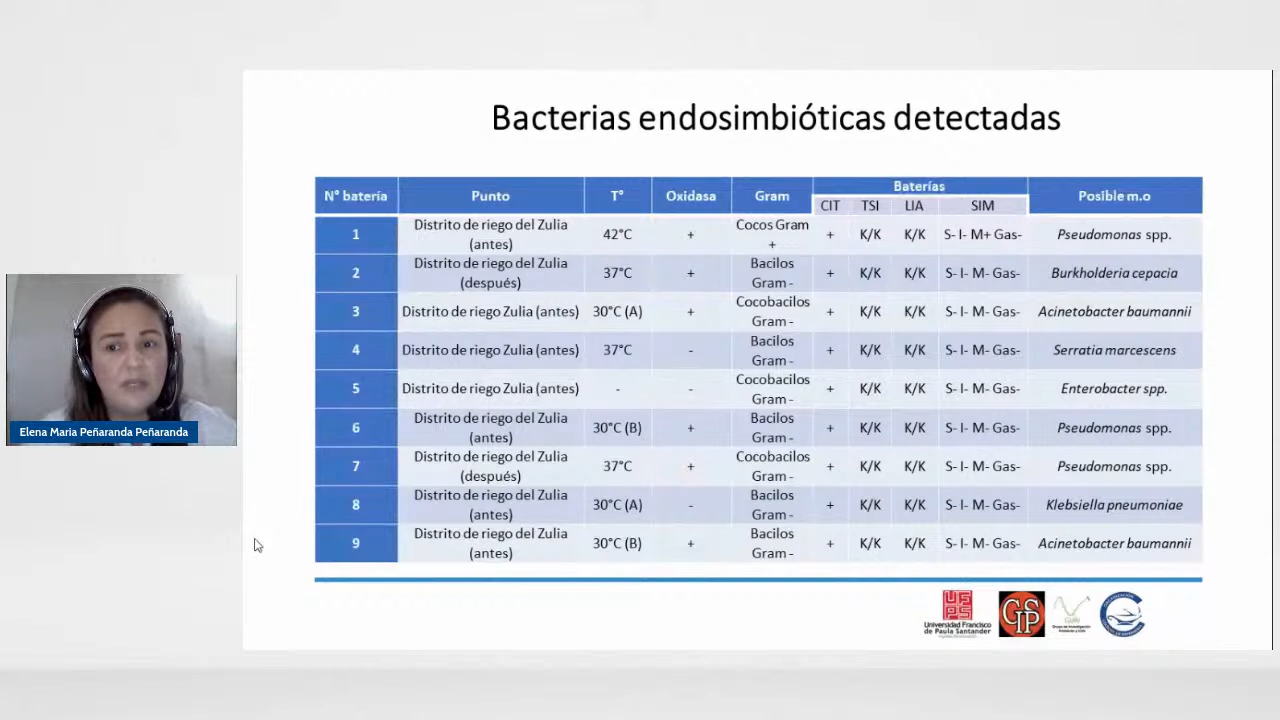 Bacterias endosimbióticas detectadas
N° batería
Punto
T°
Oxidasa
Gram
Baterías
Posible m.o
CIT
TSI
LIA
SIM
1
Distrito de riego del Zulia
(antes)
42°C
+
Cocos Gram
+
+
K/K
K/K
S- I- M+ Gas-
Pseudomonas spp.
2
Distrito de riego del Zulia
(después)
37°C
+
Bacilos
Gram -
+
K/K
K/K
S- I- M- Gas-
Burkholderia cepacia
3
Distrito de riego Zulia (antes)
30°C (A)
+
Cocobacilos
Gram -
+
K/K
K/K
S- I- M- Gas-
Acinetobacter baumannii
4
Distrito de riego Zulia (antes)
37°C
-
Bacilos
Gram -
+
K/K
K/K
S- I- M- Gas-
Serratia marcescens
5
Distrito de riego Zulia (antes)
-
-
Cocobacilos
Gram -
+
K/K
K/K
S- I- M- Gas-
Enterobacter spp.
6
Distrito de riego del Zulia
(antes)
30°C (B)
+
Bacilos
Gram -
+
K/K
K/K
S- I- M- Gas-
Pseudomonas spp.
7
Distrito de riego del Zulia
(después)
37°C
+
Cocobacilos
Gram -
+
K/K
K/K
S- I- M- Gas-
Pseudomonas spp.
8
Distrito de riego del Zulia
(antes)
30°C (A)
-
Bacilos
Gram -
+
K/K
K/K
S- I- M- Gas-
Klebsiella pneumoniae
9
Distrito de riego del Zulia
(antes)
30°C (B)
+
Bacilos
Gram -
+
K/K
K/K
S- I- M- Gas-
Acinetobacter baumannii
Elena Maria Peñaranda Peñaranda
UFPS
Universidad Francisco
de Paula Santander